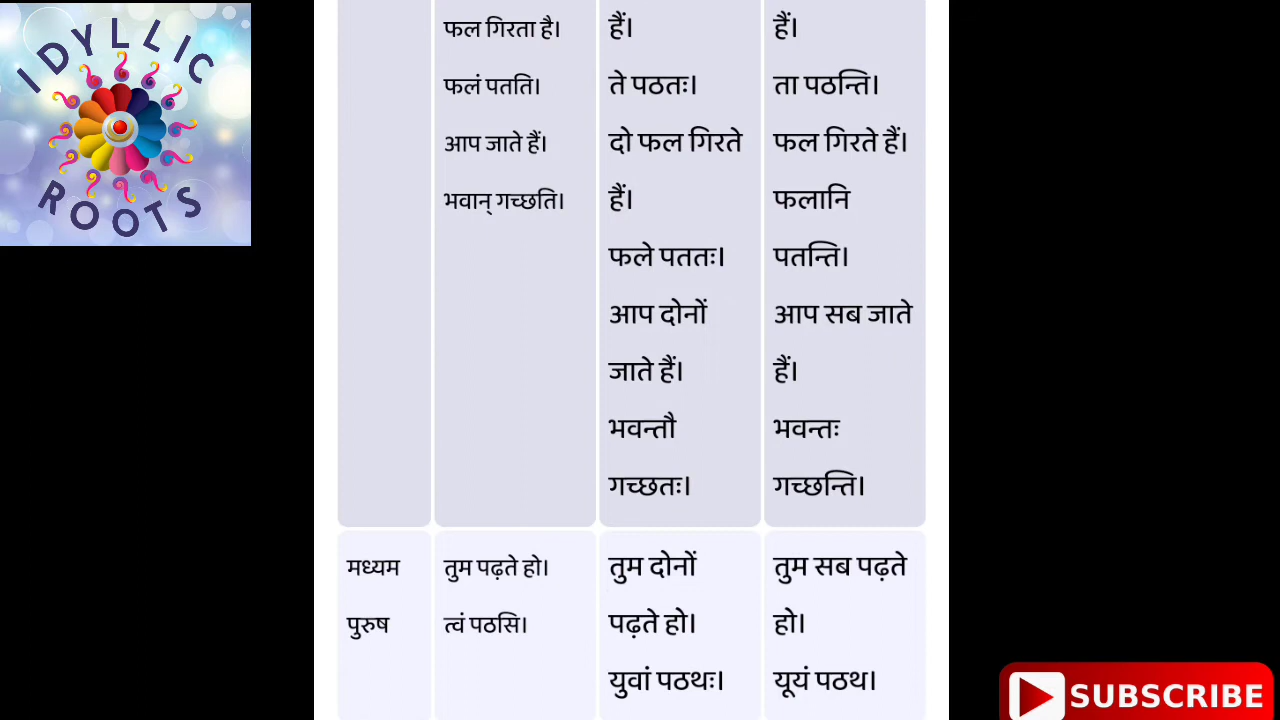 IDYLLIC
ROOTS
फल गिरता है।
फलं पतति।
आप जाते हैं।
भवान् गच्छति।
हैं।
ते पठतः।
दो फल गिरते
हैं।
फले पततः।
आप दोनों
जाते हैं।
भवन्तौ
गच्छतः।
हैं।
ता पठन्ति।
फल गिरते हैं।
फलानि
पतन्ति।
आप सब जाते
हैं।
भवन्तः
गच्छन्ति।
मध्यम
पुरुष
तुम पढ़ते हो।
त्वं पठसि।
तुम दोनों
पढ़ते हो।
युवां पठथः।
तुम सब पढ़ते
हो।
यूयं पठथ।
SUBSCRIBE